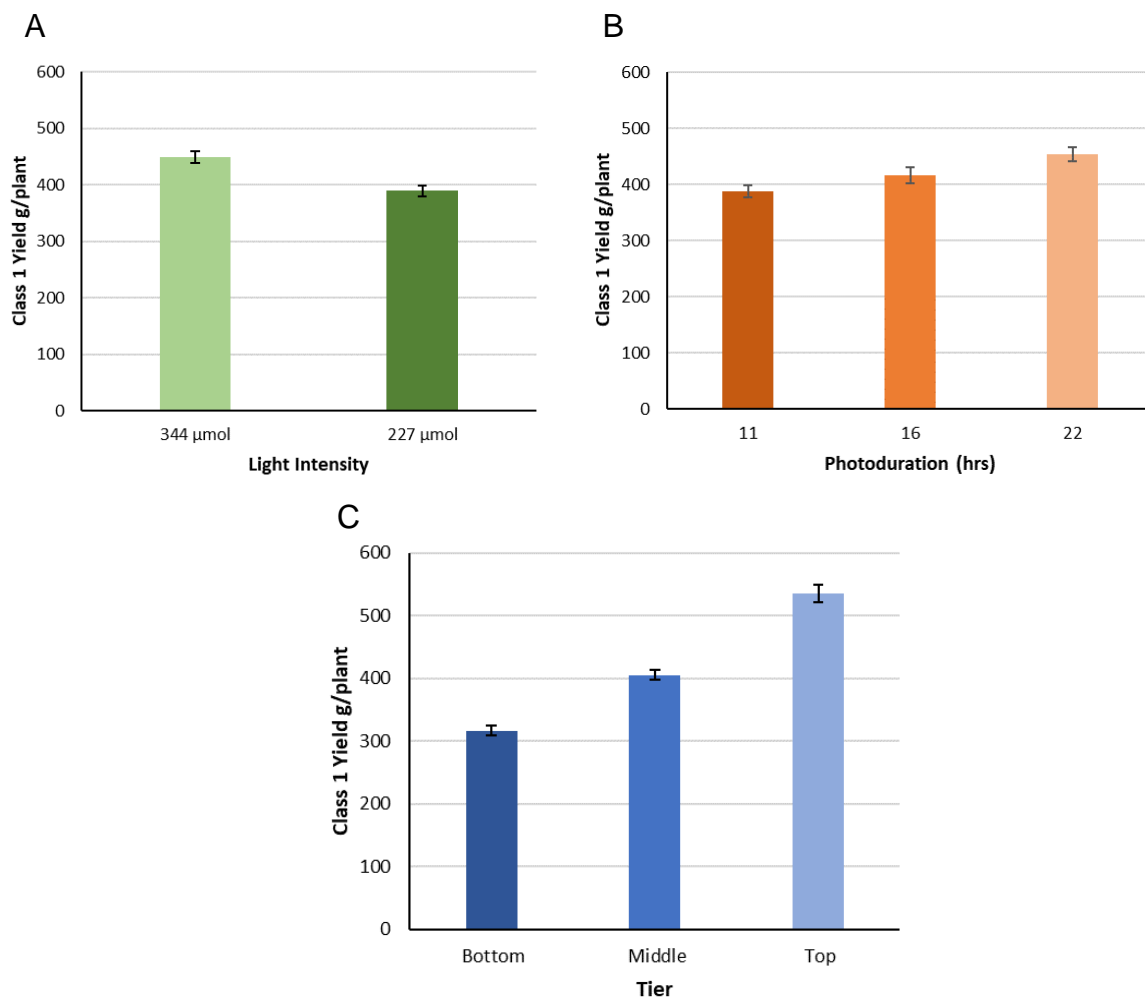 A
600
500
400
300
200
100
0
Class 1 Yield g/plant
344 µmol
227 µmol
Light Intensity
B
600
500
400
300
200
100
0
Class 1 Yield g/plant
11
16
22
Photoduration (hrs)
C
600
500
400
300
200
100
0
Class 1 Yield g/plant
Bottom
Middle
Top
Tier